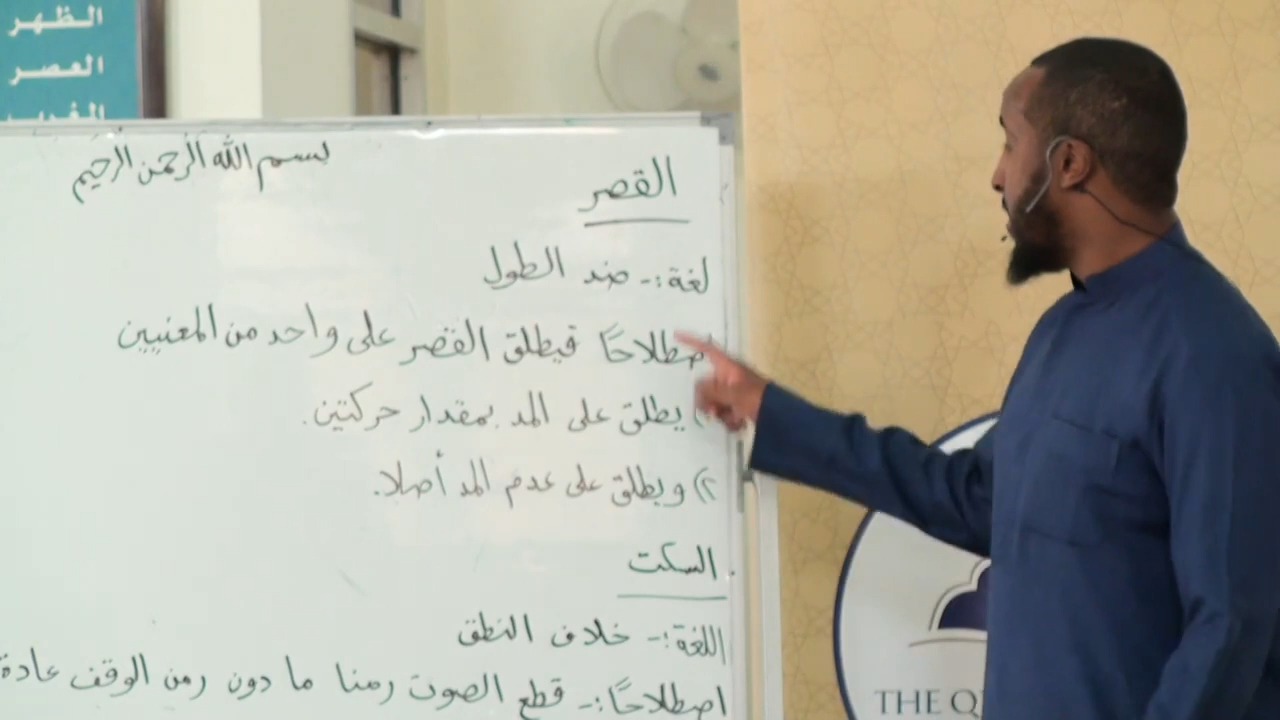 الظهر
العصر
بسم الله الرحمن الرحيم
القصر
لغة:- ضد الطول
اصطلاحًا فيطلق القصر على واحد من المعنيين
يطلق على المد بمقدار حركتين.
٢) ويطلق على عدم المد أصلا.
السكت
اللغة:- خلاف النطق
اصطلاحًا:- قطع الصوت زمنا ما دون زمن الوقف عادة
THE Q